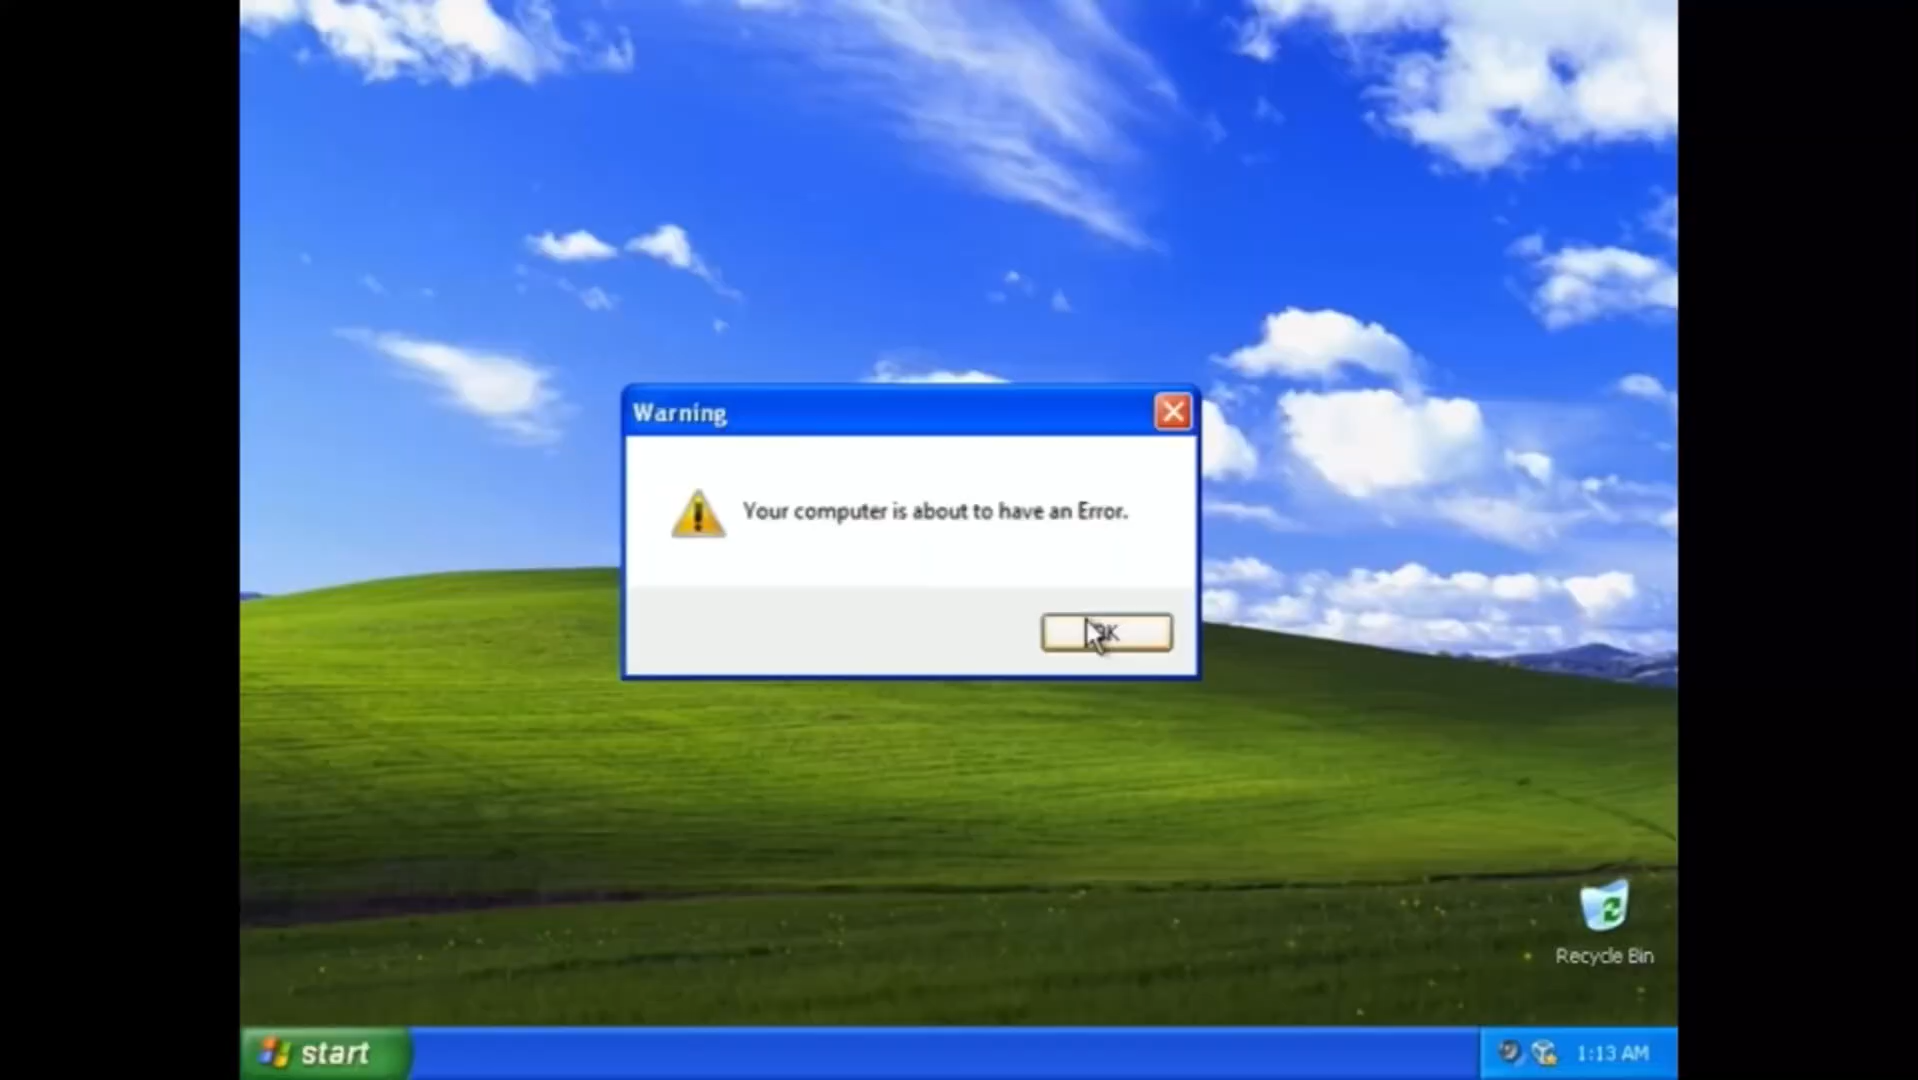 Warning
Your computer is about to have an Error.
OK
Recycle Bin
start
1:13 AM